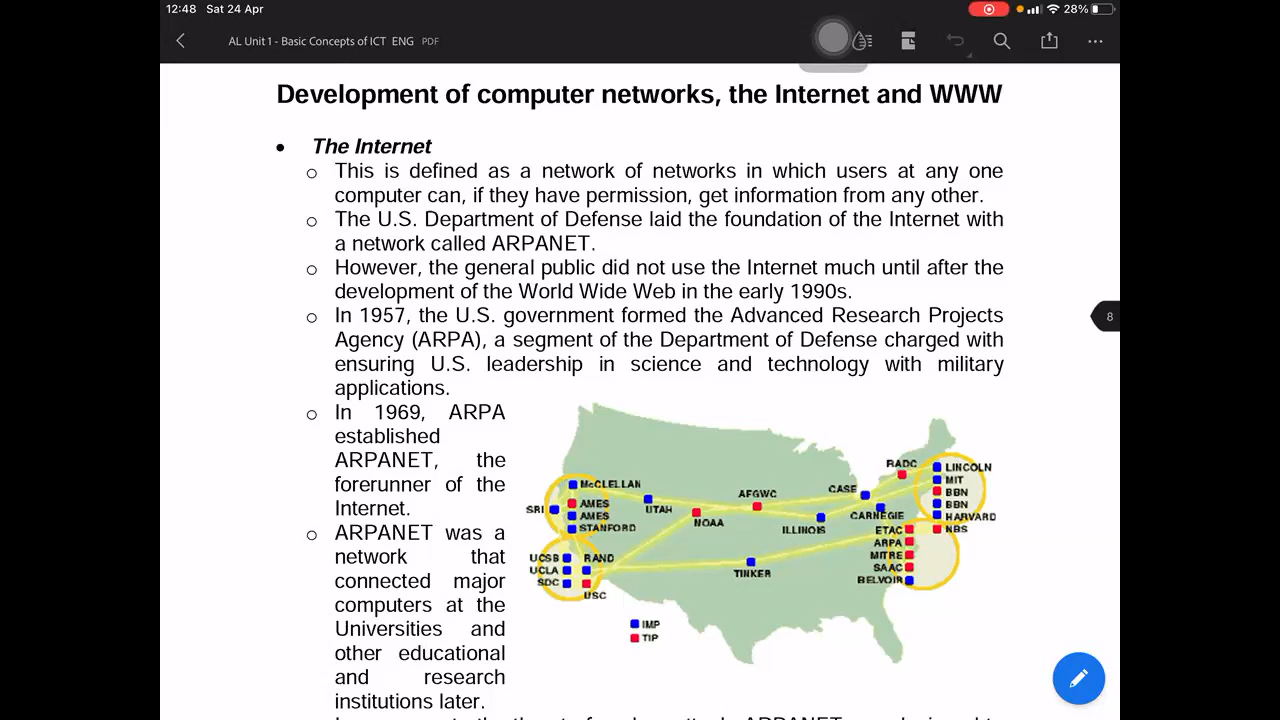 12:48 Sat 24 Apr
28%
AL Unit 1 - Basic Concepts of ICT ENG PDF
Development of computer networks, the Internet and WWW
• The Internet
o This is defined as a network of networks in which users at any one
computer can, if they have permission, get information from any other.
o The U.S. Department of Defense laid the foundation of the Internet with
a network called ARPANET.
o However, the general public did not use the Internet much until after the
development of the World Wide Web in the early 1990s.
o In 1957, the U.S. government formed the Advanced Research Projects
Agency (ARPA), a segment of the Department of Defense charged with
ensuring U.S. leadership in science and technology with military
applications.
o In 1969, ARPA
established
ARPANET, the
forerunner of the
Internet.
o ARPANET was a
network that
connected major
computers at the
Universities and
other educational
and research
institutions later.
8
McCLELLAN
SRI
AMES
AMES
STANFORD
UTAH
NOAA
AFGWC
ILLINOIS
CASE
CARNEGIE
RADC
LINCOLN
MIT
BBN
BBN
HARVARD
NBS
ETAC
ARPA
MITRE
SAAC
BELVOIR
UCSB
RAND
UCLA
SDC
USC
TINKER
IMP
TIP